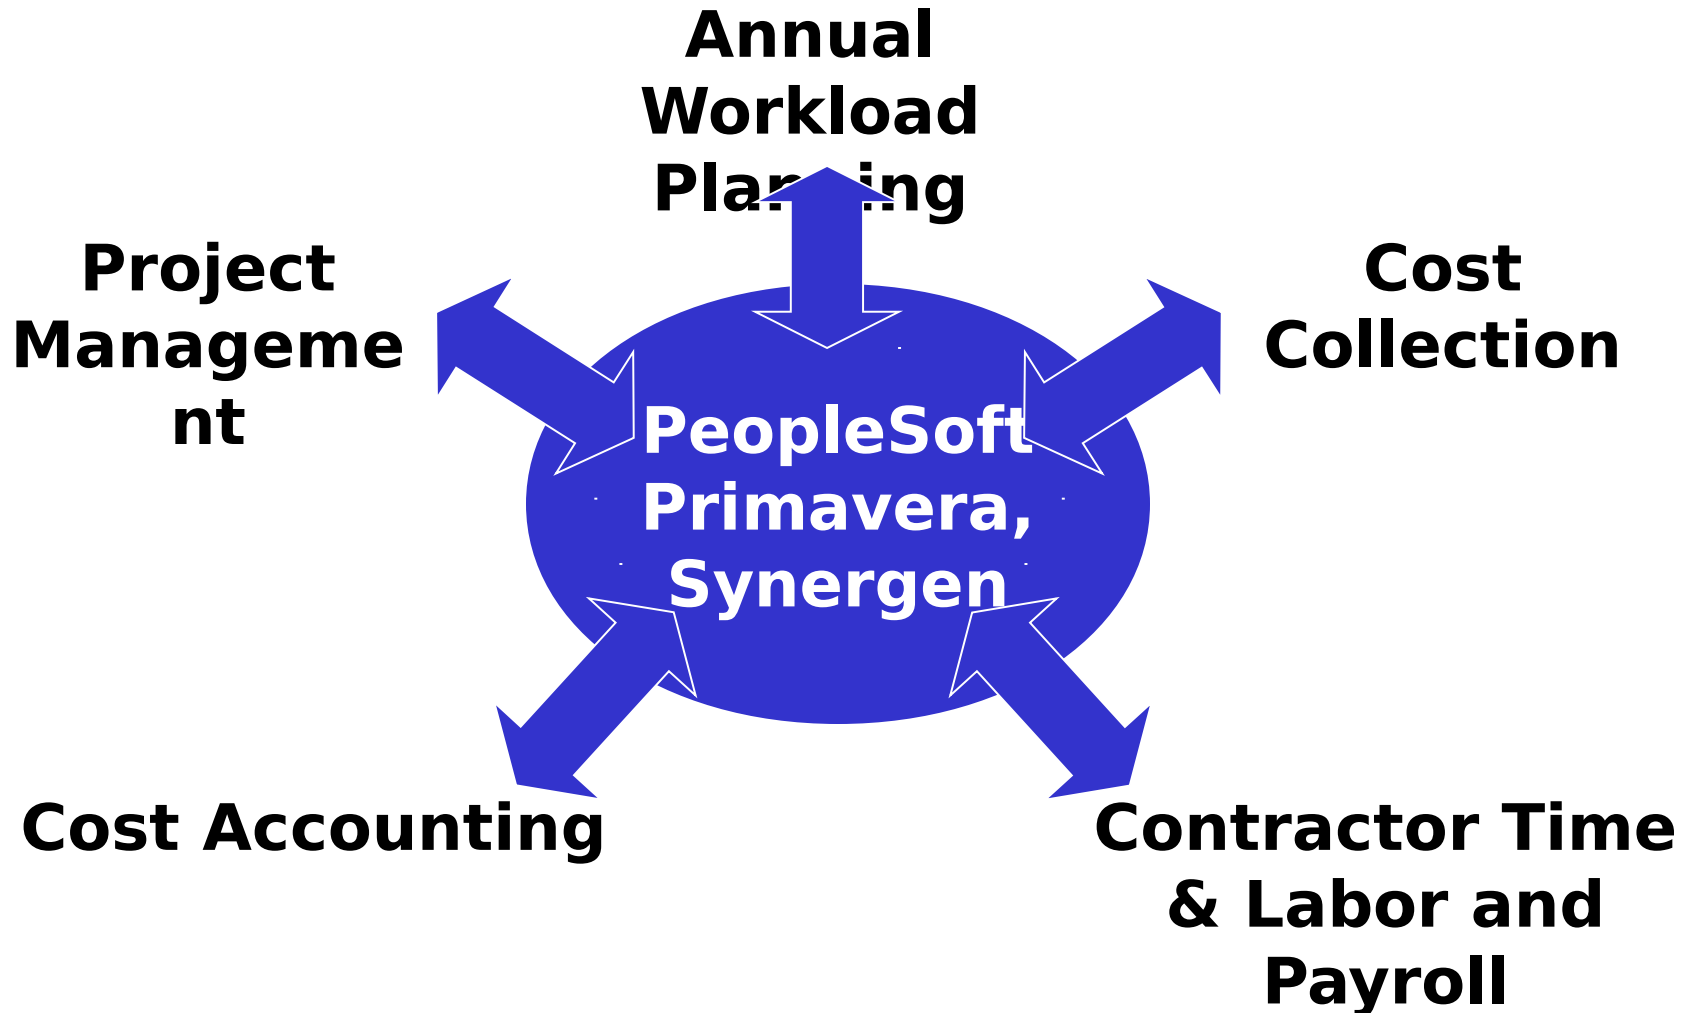 Annual
Workload
Planning
Project
Manageme
nt
Cost
Collection
PeopleSoft
Primavera,
Synergen
Cost Accounting
Contractor Time
& Labor and
Payroll